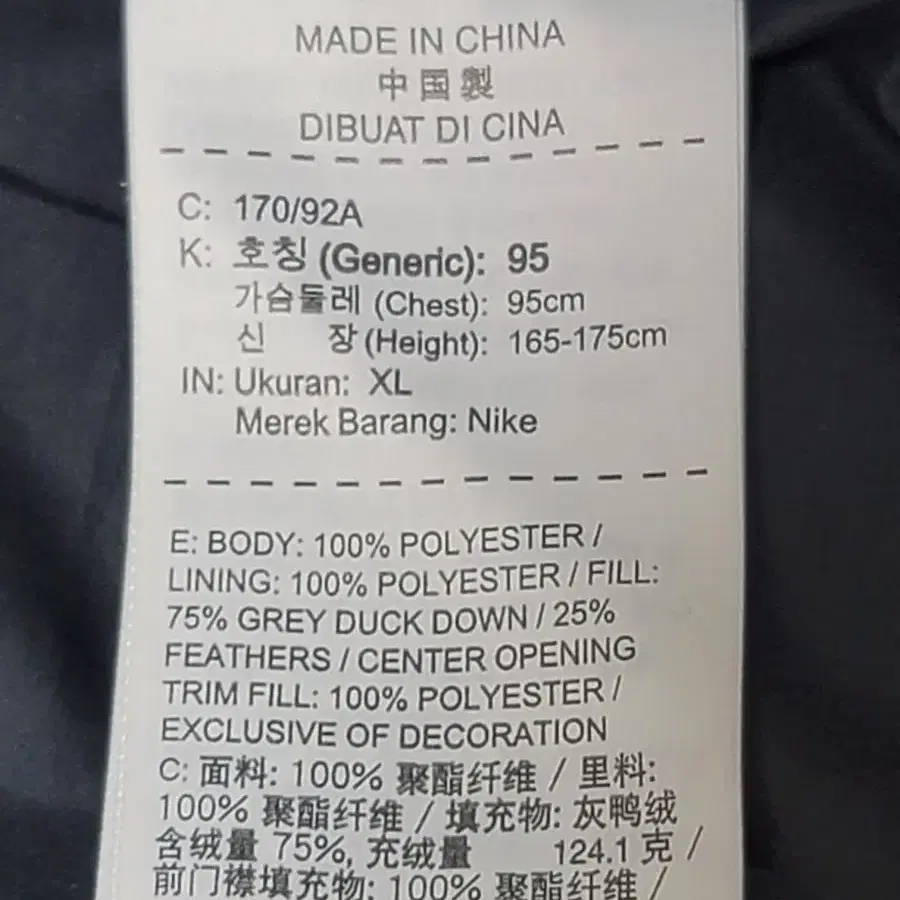 MADE IN CHINA
中国製
DIBUAT DI CINA
C: 170/92A
K: 호칭 (Generic): 95
가슴둘레 (Chest): 95cm
신 장 (Height): 165-175cm
IN: Ukuran: XL
Merek Barang: Nike
E: BODY: 100% POLYESTER /
LINING: 100% POLYESTER / FILL:
75% GREY DUCK DOWN / 25%
FEATHERS / CENTER OPENING
TRIM FILL: 100% POLYESTER /
EXCLUSIVE OF DECORATION
C: 面料: 100% 聚酯纤维 / 里料:
100% 聚酯纤维 / 填充物: 灰鸭绒
含绒量 75%, 充绒量 124.1 克 /
前门襟填充物: 100% 聚酯纤维 /